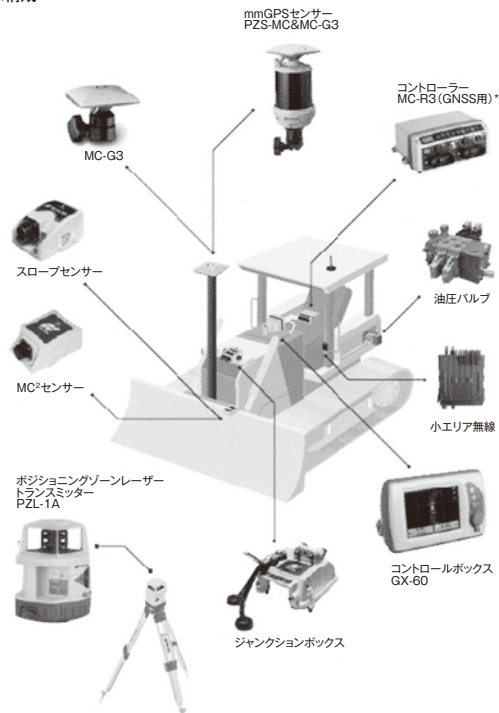 mmGPSセンサー
PZS-MC&MC-G3
コントローラー
MC-R3（GNSS用）*
MC-G3
スロープセンサー
油圧バルブ
MC²センサー
小エリア無線
ポジショニングゾーンレーザー
トランスミッター
PZL-1A
コントロールボックス
GX-60
ジャンクションボックス